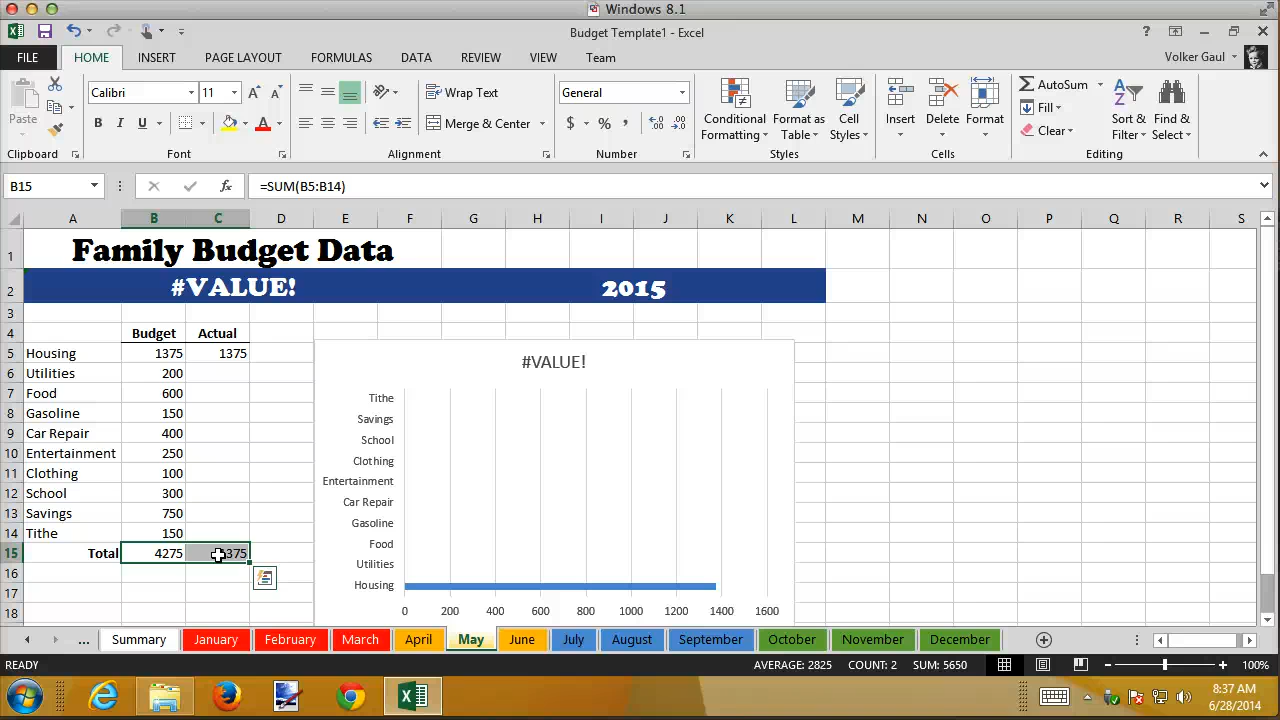 Windows 8.1
Budget Template1 - Excel
?
FILE HOME INSERT PAGE LAYOUT FORMULAS DATA REVIEW VIEW Team Volker Gaul
Paste
Calibri 11
B I U
Wrap Text
Merge & Center
General
$ % ,
Conditional Formatting
Format as Table
Cell Styles
Insert Delete Format
AutoSum
Fill
Clear
Sort & Filter
Find & Select
Clipboard Font Alignment Number Styles Cells Editing
B15 fx =SUM(B5:B14)
A B C D E F G H I J K L M N O P Q R S
1 Family Budget Data
2 #VALUE! 2015
3
4 Budget Actual
5 Housing 1375 1375
6 Utilities 200
7 Food 600
8 Gasoline 150
9 Car Repair 400
10 Entertainment 250
11 Clothing 100
12 School 300
13 Savings 750
14 Tithe 150
15 Total 4275 375
16
17
18
#VALUE!
Tithe
Savings
School
Clothing
Entertainment
Car Repair
Gasoline
Food
Utilities
Housing
0 200 400 600 800 1000 1200 1400 1600
... Summary January February March April May June July August September October November December
READY AVERAGE: 2825 COUNT: 2 SUM: 5650 100%
8:37 AM
6/28/2014